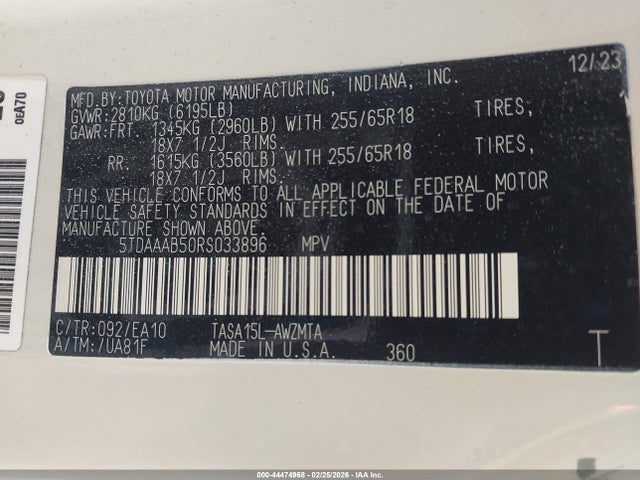 0EA70
12/23
MFD.BY:TOYOTA MOTOR MANUFACTURING, INDIANA, INC.
GVWR:2810KG (6195LB)
GAWR:FRT. 1345KG (2960LB) WITH 255/65R18 TIRES,
18X7 1/2J RIMS.
RR. 1615KG (3560LB) WITH 255/65R18 TIRES,
18X7 1/2J RIMS.
THIS VEHICLE CONFORMS TO ALL APPLICABLE FEDERAL MOTOR
VEHICLE SAFETY STANDARDS IN EFFECT ON THE DATE OF
MANUFACTURE SHOWN ABOVE.
5TDAAAB50RS033896 MPV
C/TR:092/EA10 TASA15L-AWZMTA
A/TM:/UA81F MADE IN U.S.A. 360 T
000-44474968 - 02/25/2026 - IAA Inc.